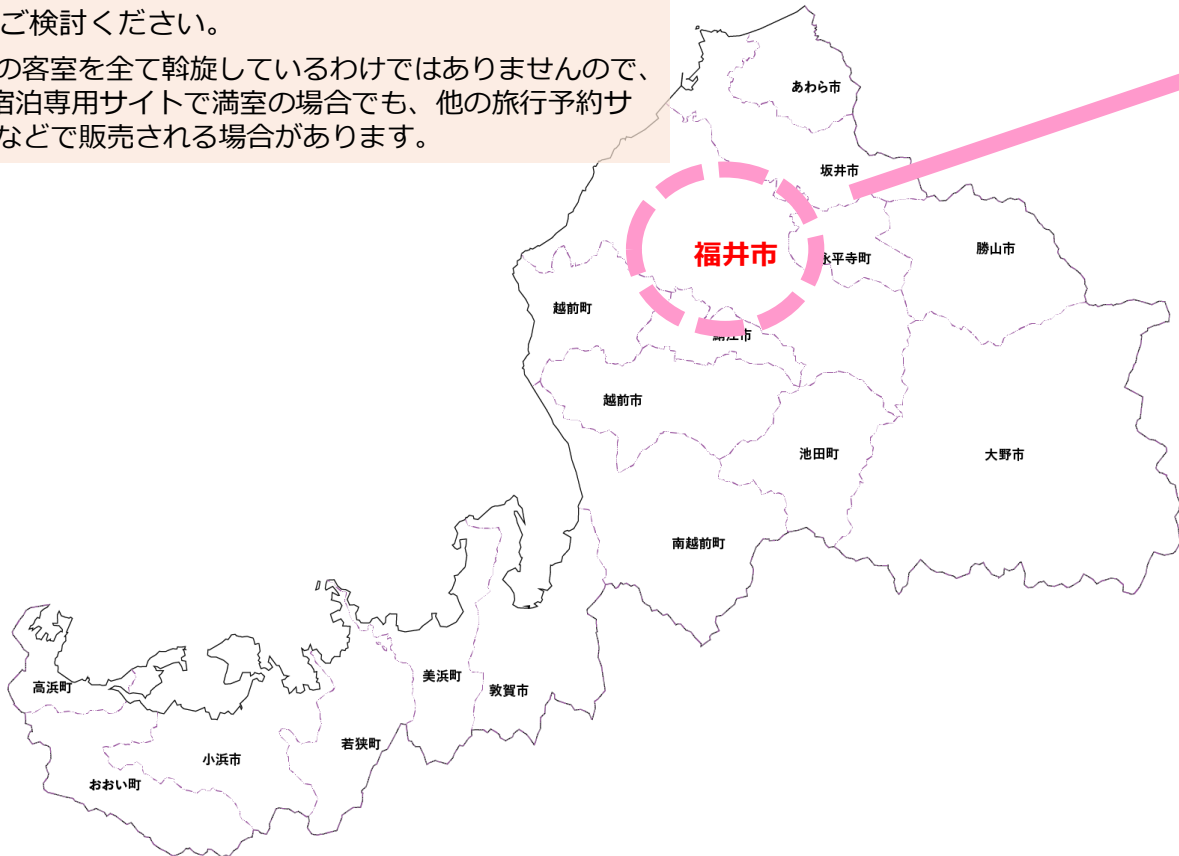 ご検討ください。
の客室を全て斡旋しているわけではありませんので、
宿泊専用サイトで満室の場合でも、他の旅行予約サ
などで販売される場合があります。
あわら市
坂井市
福井市
永平寺町
勝山市
越前町
鯖江市
越前市
池田町
大野市
南越前町
美浜町
敦賀市
高浜町
若狭町
小浜市
おおい町